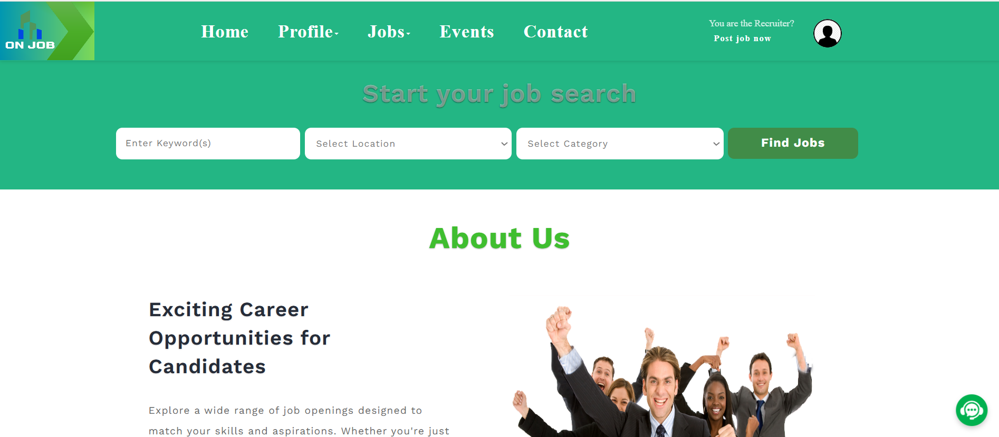 ON JOB
Home Profile Jobs Events Contact
You are the Recruiter?
Post job now
Start your job search
Enter Keyword(s) Select Location Select Category Find Jobs
About Us
Exciting Career
Opportunities for
Candidates
Explore a wide range of job openings designed to
match your skills and aspirations. Whether you're just